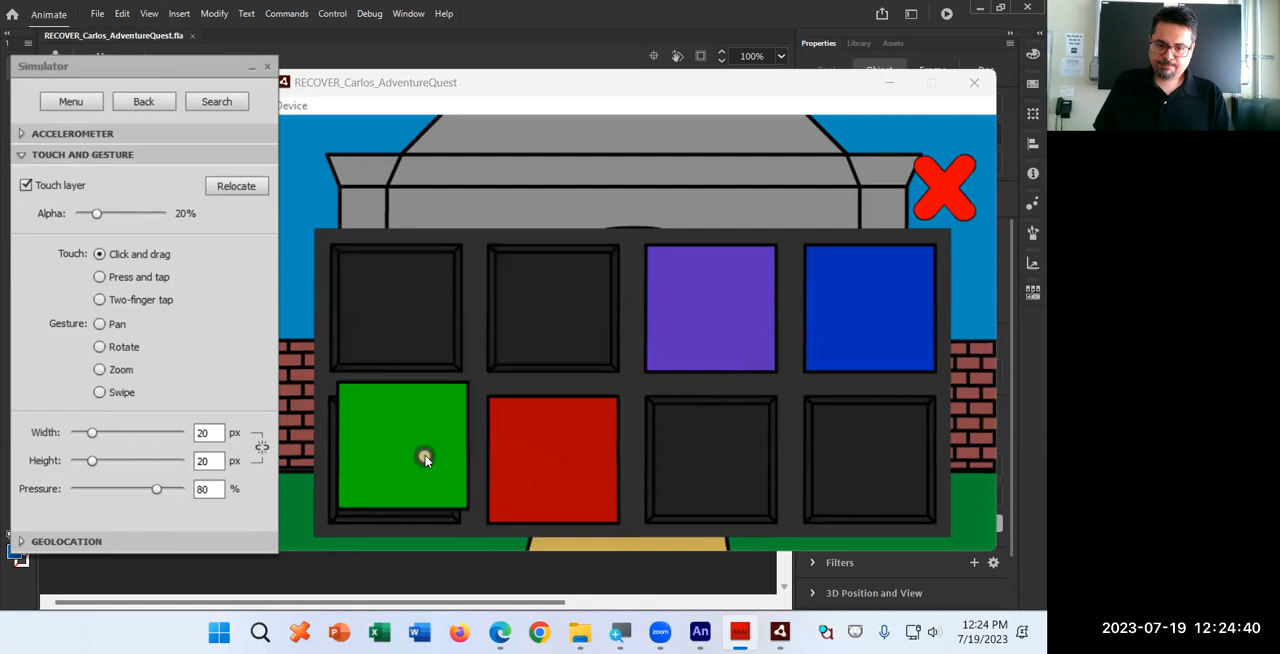 Animate File Edit View Insert Modify Text Commands Control Debug Window Help
RECOVER_Carlos_AdventureQuest.fla ×
100%
Properties Library Assets
Simulator
RECOVER_Carlos_AdventureQuest
Menu Back Search
Device
ACCELEROMETER
TOUCH AND GESTURE
Touch layer Relocate
Alpha: 20%
Touch: Click and drag
Press and tap
Two-finger tap
Gesture: Pan
Rotate
Zoom
Swipe
Width: 20 px
Height: 20 px
Pressure: 80 %
GEOLOCATION
Filters
3D Position and View
12:24 PM
7/19/2023
2023-07-19 12:24:40